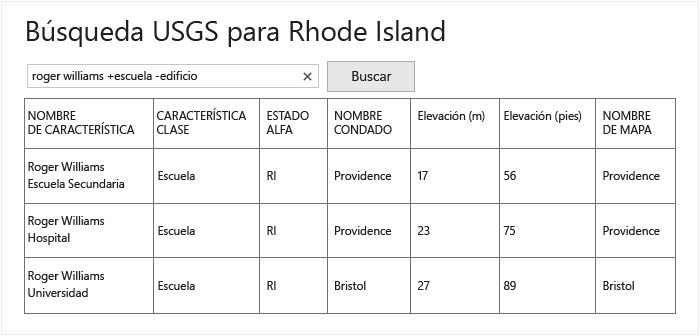 Búsqueda USGS para Rhode Island
roger williams +escuela -edificio × Buscar
NOMBRE DE CARACTERÍSTICA CARACTERÍSTICA CLASE ESTADO ALFA NOMBRE CONDADO Elevación (m) Elevación (pies) NOMBRE DE MAPA
Roger Williams Escuela Secundaria Escuela RI Providence 17 56 Providence
Roger Williams Hospital Escuela RI Providence 23 75 Providence
Roger Williams Universidad Escuela RI Bristol 27 89 Bristol